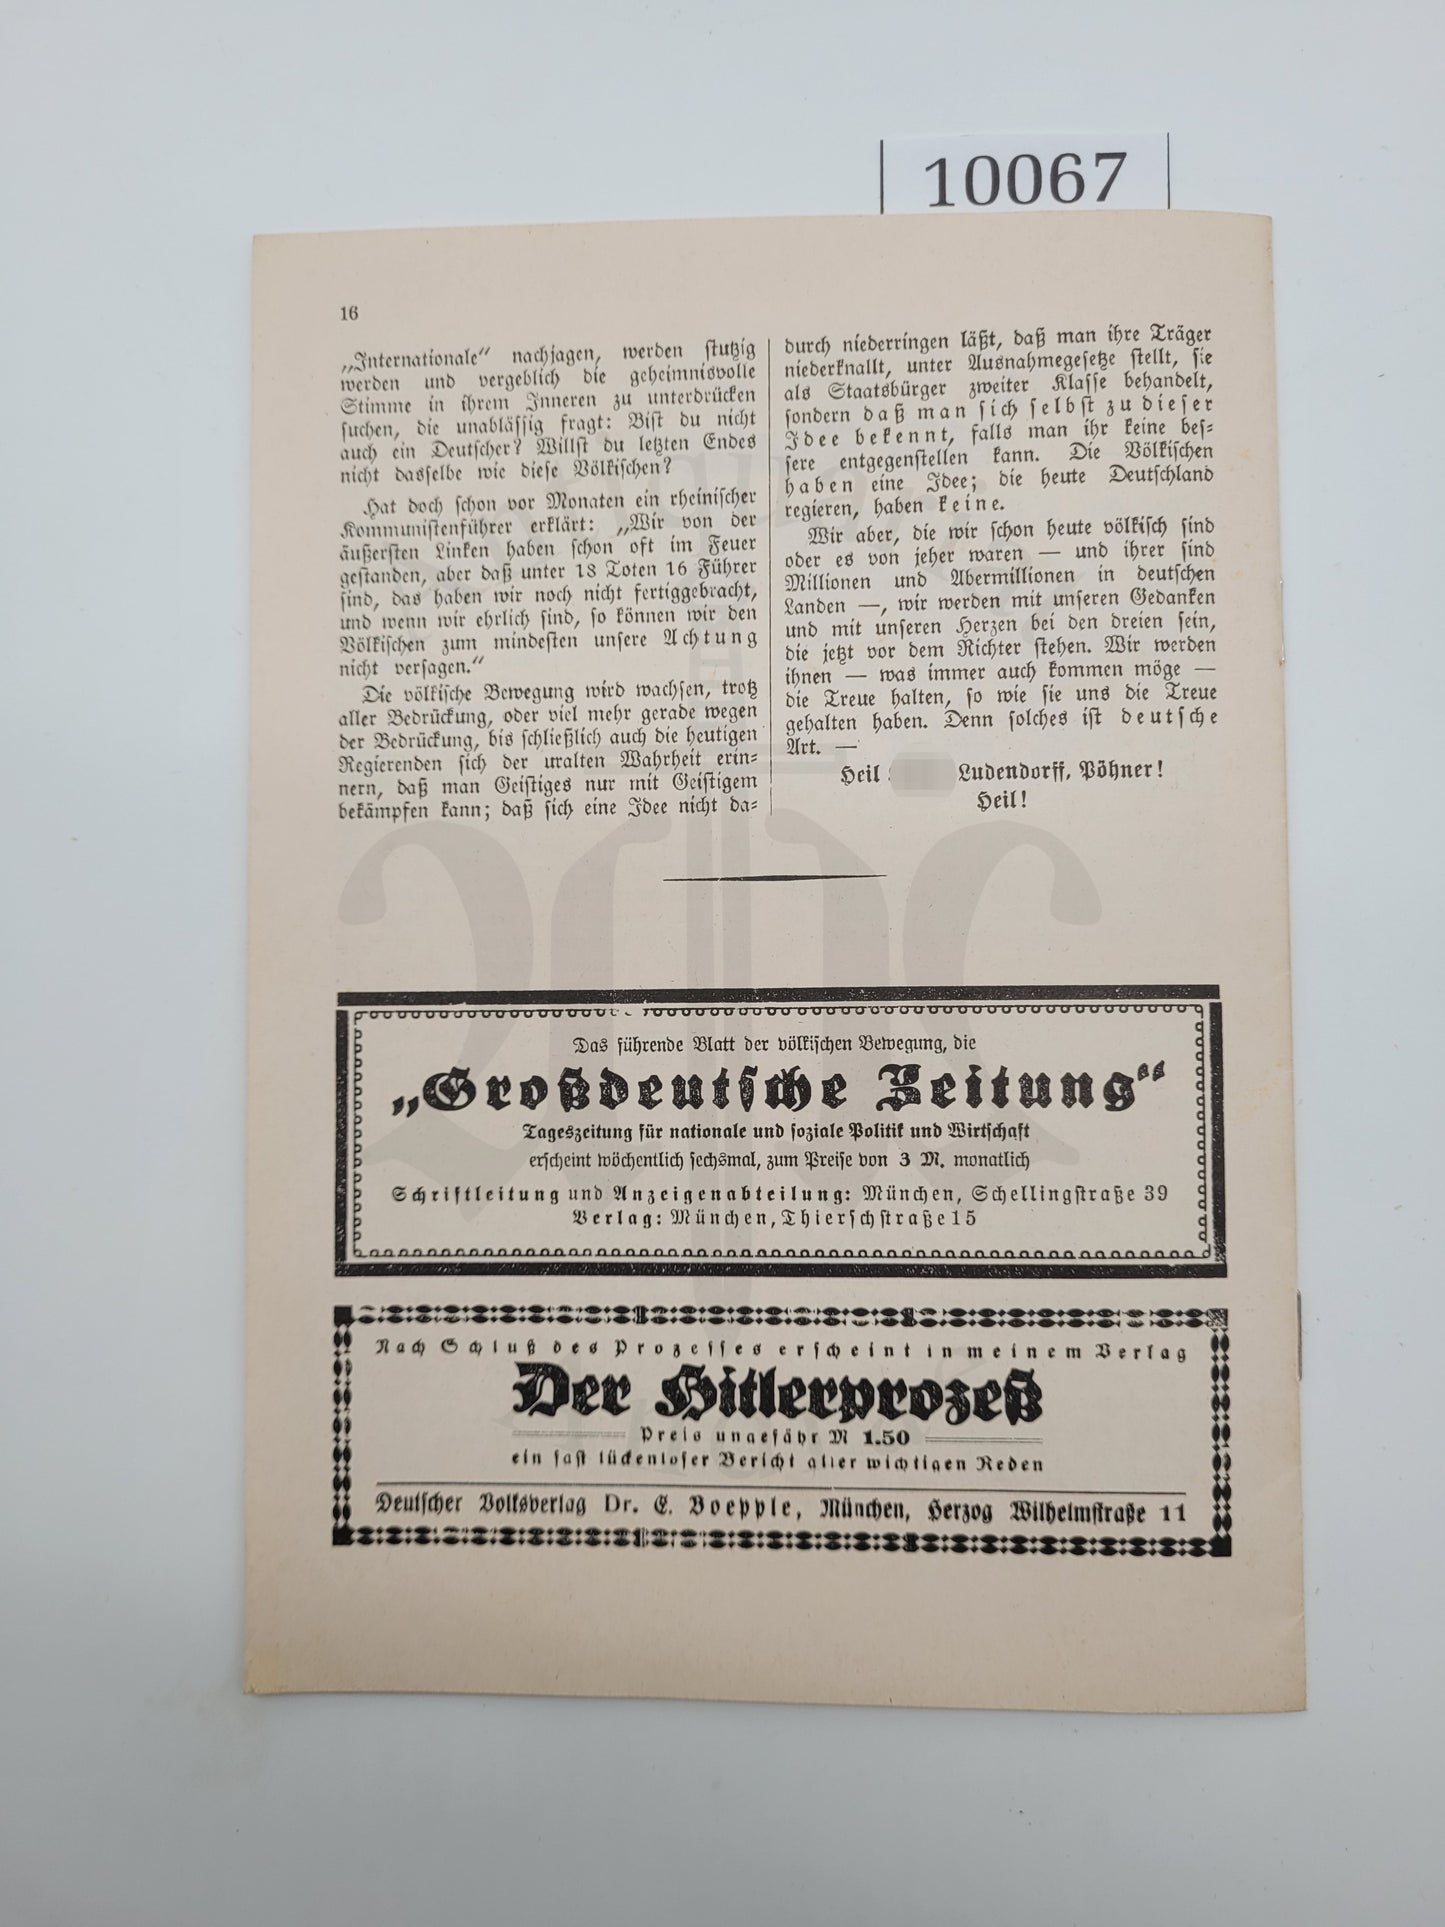 10067
16
„Internationale“ nachjagen, werden stutzig
werden und vergeblich die geheimnisvolle
Stimme in ihrem Inneren zu unterdrücken
suchen, die unablässig fragt: Bist du nicht
auch ein Deutscher? Willst du letzten Endes
nicht dasselbe wie diese Völkischen?
Hat doch schon vor Monaten ein rheinischer
Kommunistenführer erklärt: „Wir von der
äußersten Linken haben schon oft im Feuer
gestanden, aber daß unter 18 Toten 16 Führer
sind, das haben wir noch nicht fertiggebracht,
und wenn wir ehrlich sind, so können wir den
Völkischen zum mindesten unsere Achtung
nicht versagen.“
Die völkische Bewegung wird wachsen, trotz
aller Bedrückung, oder viel mehr gerade wegen
der Bedrückung, bis schließlich auch die heutigen
Regierenden sich der uralten Wahrheit erin-
nern, daß man Geistiges nur mit Geistigem
bekämpfen kann; daß sich eine Idee nicht da-
durch niederringen läßt, daß man ihre Träger
niederknallt, unter Ausnahmegesetze stellt, sie
als Staatsbürger zweiter Klasse behandelt,
sondern daß man sich selbst zu dieser
Idee bekennt, falls man ihr keine bes-
sere entgegenstellen kann. Die Völkischen
haben eine Idee; die heute Deutschland
regieren, haben keine.
Wir aber, die wir schon heute völkisch sind
oder es von jeher waren — und ihrer sind
Millionen und Abermillionen in deutschen
Landen —, wir werden mit unseren Gedanken
und mit unseren Herzen bei den dreien sein,
die jetzt vor dem Richter stehen. Wir werden
ihnen — was immer auch kommen möge —
die Treue halten, so wie sie uns die Treue
gehalten haben. Denn solches ist deutsche
Art. —
Heil Ludendorff, Pöhner!
Heil!
Das führende Blatt der völkischen Bewegung, die
„Großdeutsche Zeitung“
Tageszeitung für nationale und soziale Politik und Wirtschaft
erscheint wöchentlich sechsmal, zum Preise von 3 M. monatlich
Schriftleitung und Anzeigenabteilung: München, Schellingstraße 39
Verlag: München, Thierschstraße 15
Nach Schluß des Prozesses erscheint in meinem Verlag
Der Hitlerprozeß
Preis ungefähr M 1.50
ein fast lückenloser Bericht aller wichtigen Reden
Deutscher Volksverlag Dr. E. Boepple, München, Herzog Wilhelmstraße 11